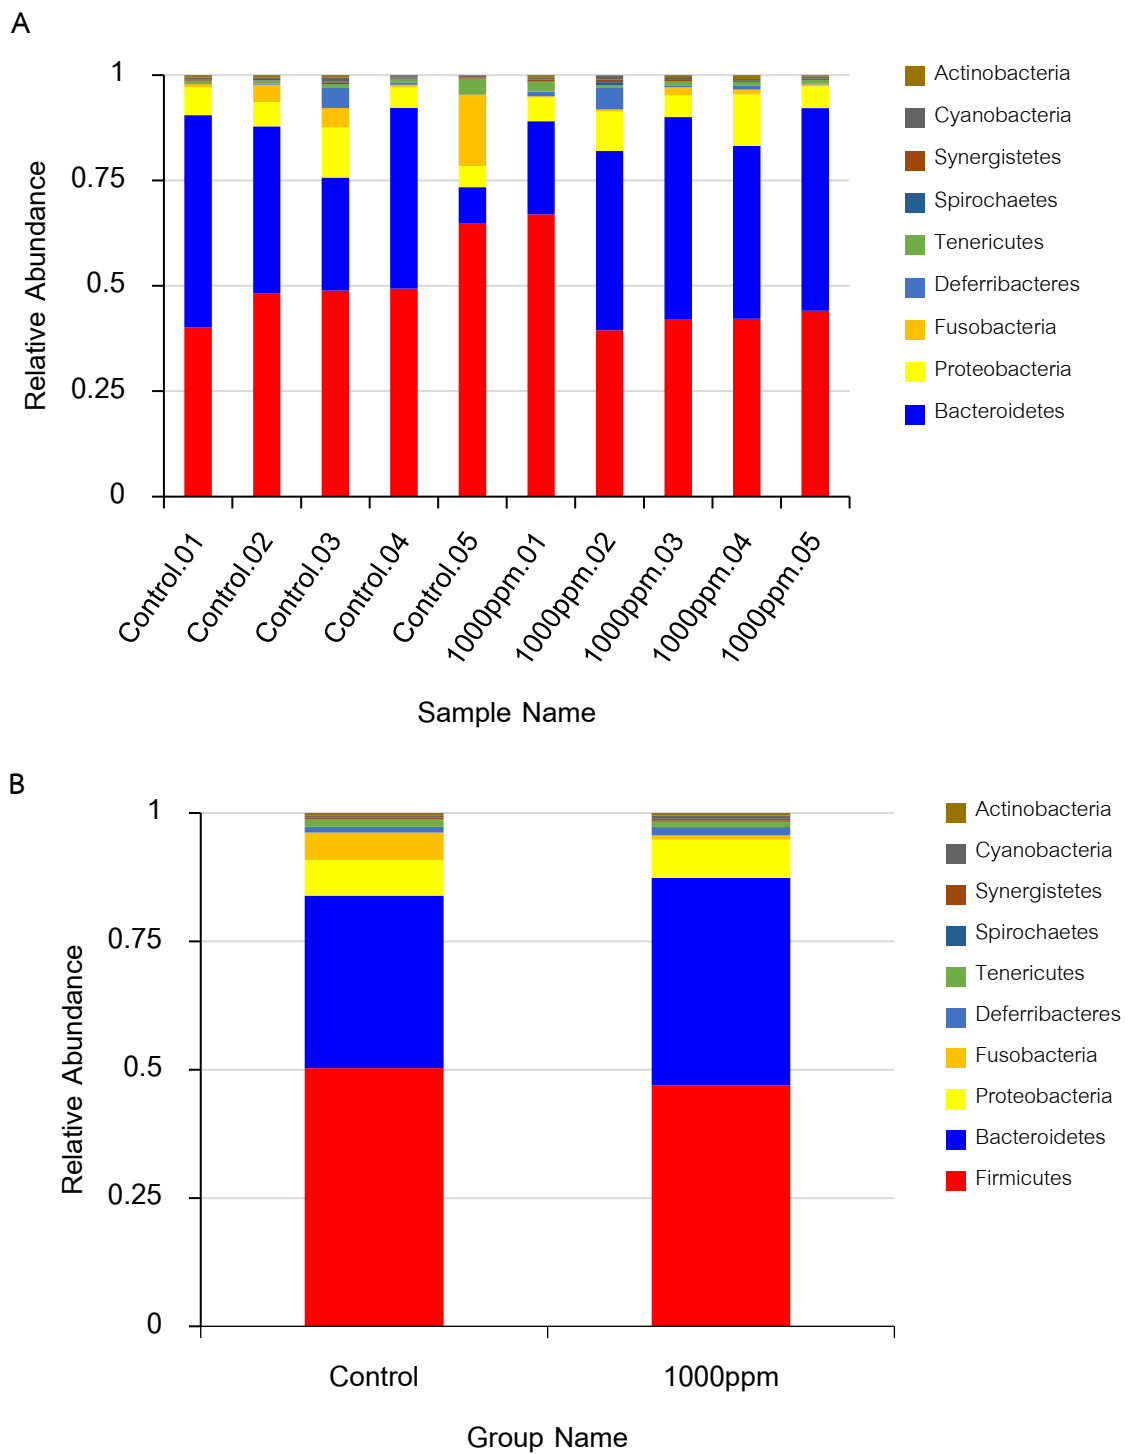 A
1
0.75
0.5
0.25
0
Relative Abundance
Control.01
Control.02
Control.03
Control.04
Control.05
1000ppm.01
1000ppm.02
1000ppm.03
1000ppm.04
1000ppm.05
Sample Name
Actinobacteria
Cyanobacteria
Synergistetes
Spirochaetes
Tenericutes
Deferribacteres
Fusobacteria
Proteobacteria
Bacteroidetes
B
1
0.75
0.5
0.25
0
Relative Abundance
Control
1000ppm
Group Name
Actinobacteria
Cyanobacteria
Synergistetes
Spirochaetes
Tenericutes
Deferribacteres
Fusobacteria
Proteobacteria
Bacteroidetes
Firmicutes